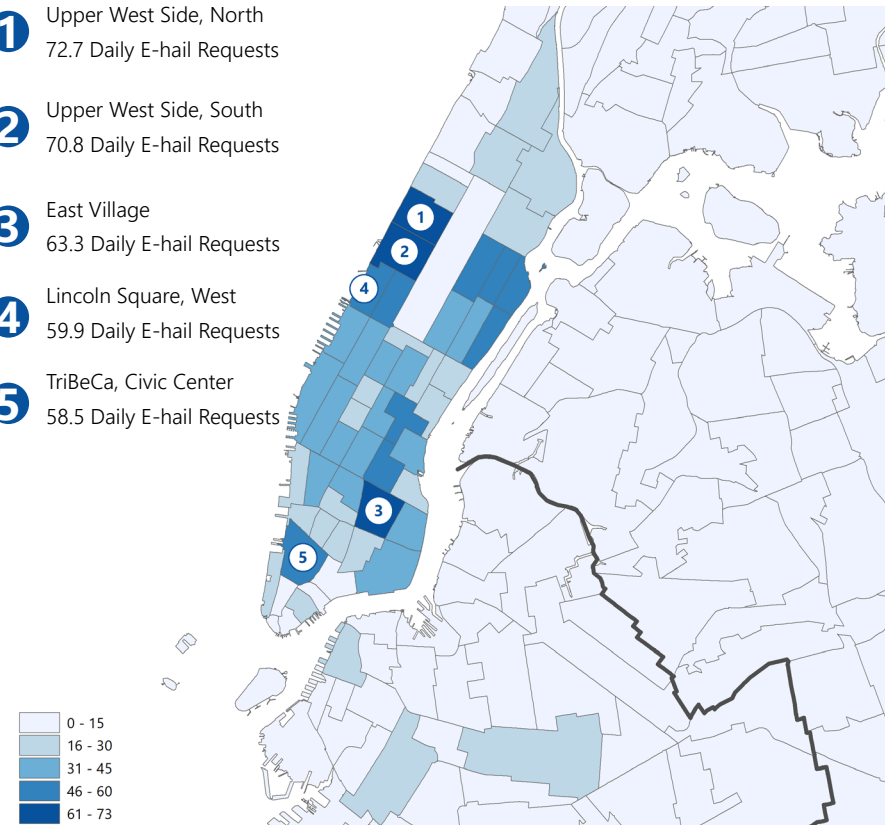 1 Upper West Side, North
72.7 Daily E-hail Requests
2 Upper West Side, South
70.8 Daily E-hail Requests
3 East Village
63.3 Daily E-hail Requests
4 Lincoln Square, West
59.9 Daily E-hail Requests
5 TriBeCa, Civic Center
58.5 Daily E-hail Requests
1
2
4
3
5
0 - 15
16 - 30
31 - 45
46 - 60
61 - 73